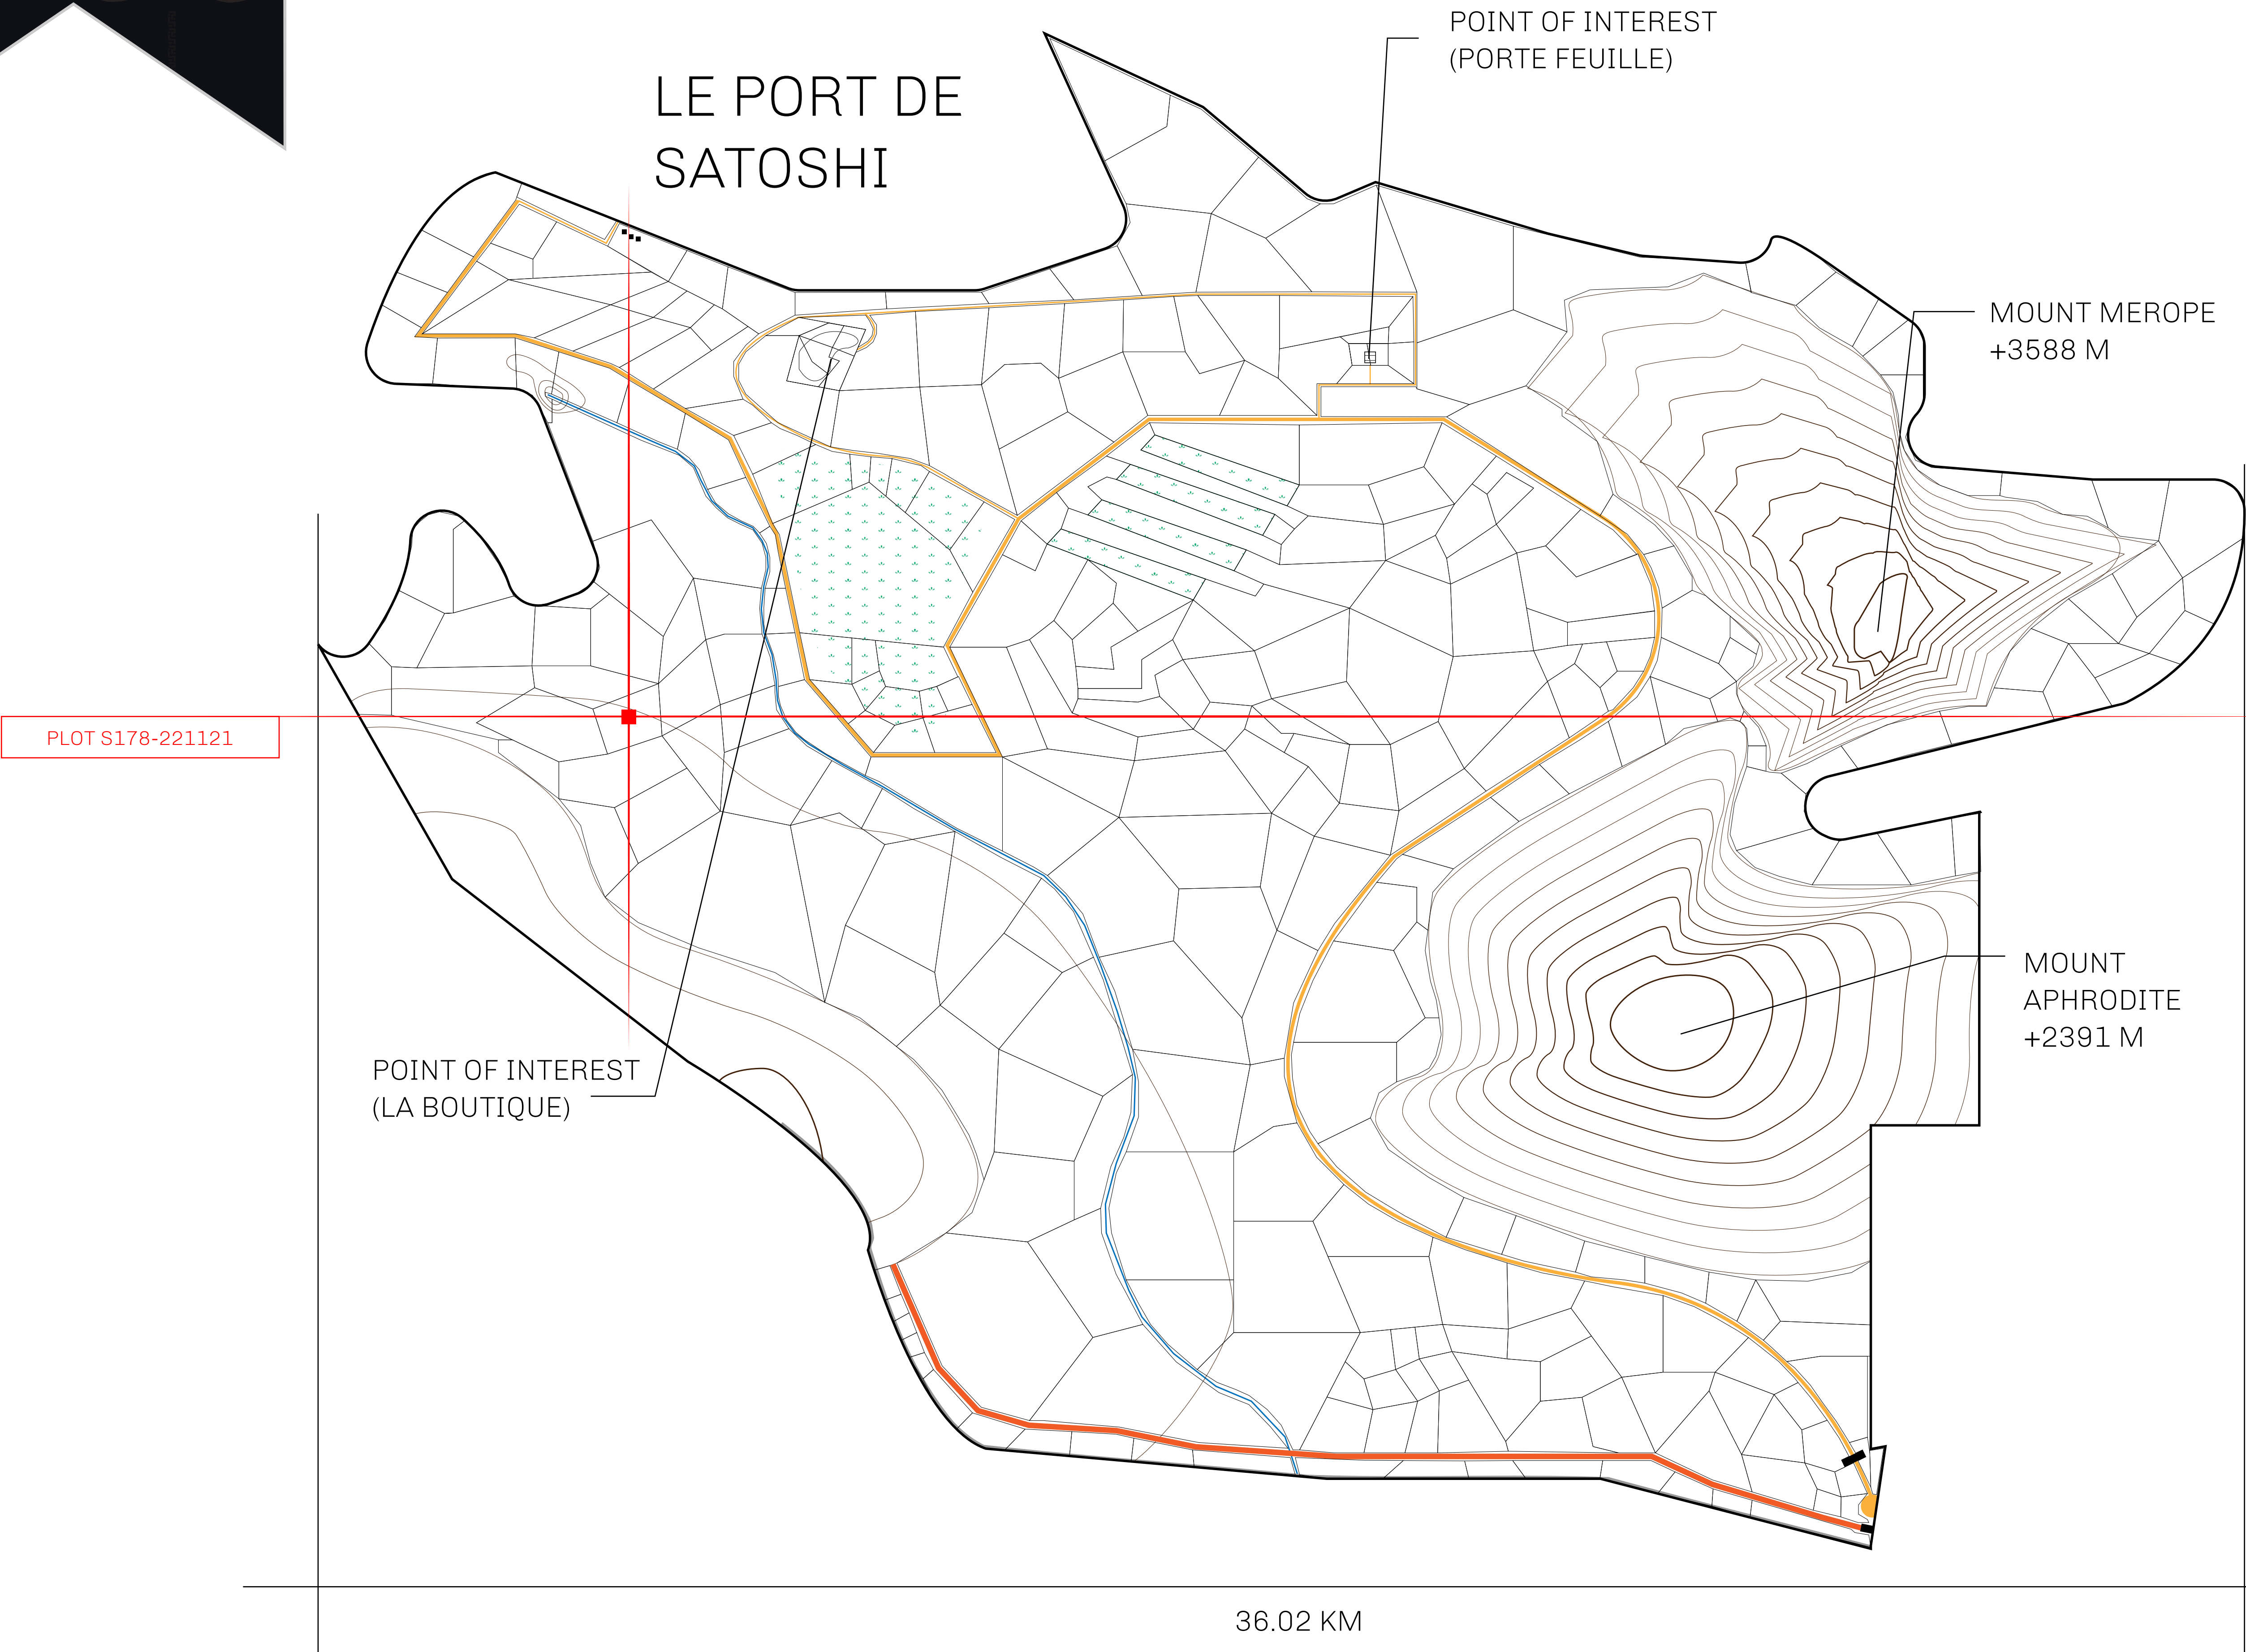 POINT OF INTEREST
(PORTE FEUILLE)
LE PORT DE
SATOSHI
MOUNT MEROPE
+3588 M
PLOT S178-221121
MOUNT
APHRODITE
+2391 M
POINT OF INTEREST
(LA BOUTIQUE)
36.02 KM